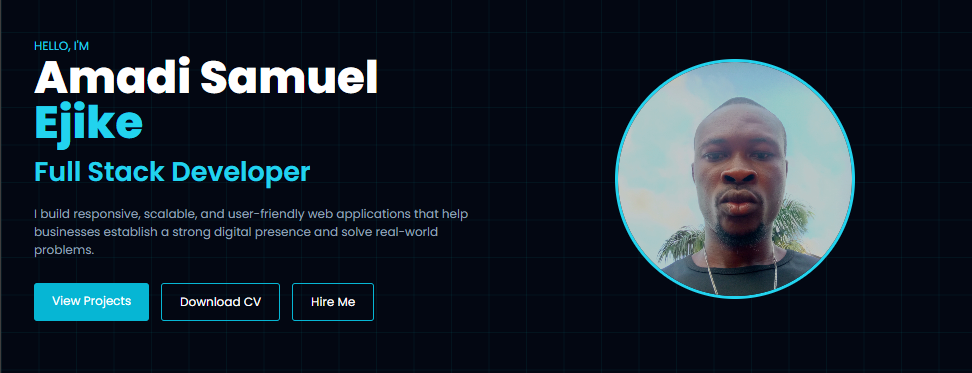 HELLO, I'M
Amadi Samuel
Ejike
Full Stack Developer
I build responsive, scalable, and user-friendly web applications that help
businesses establish a strong digital presence and solve real-world
problems.
View Projects
Download CV
Hire Me